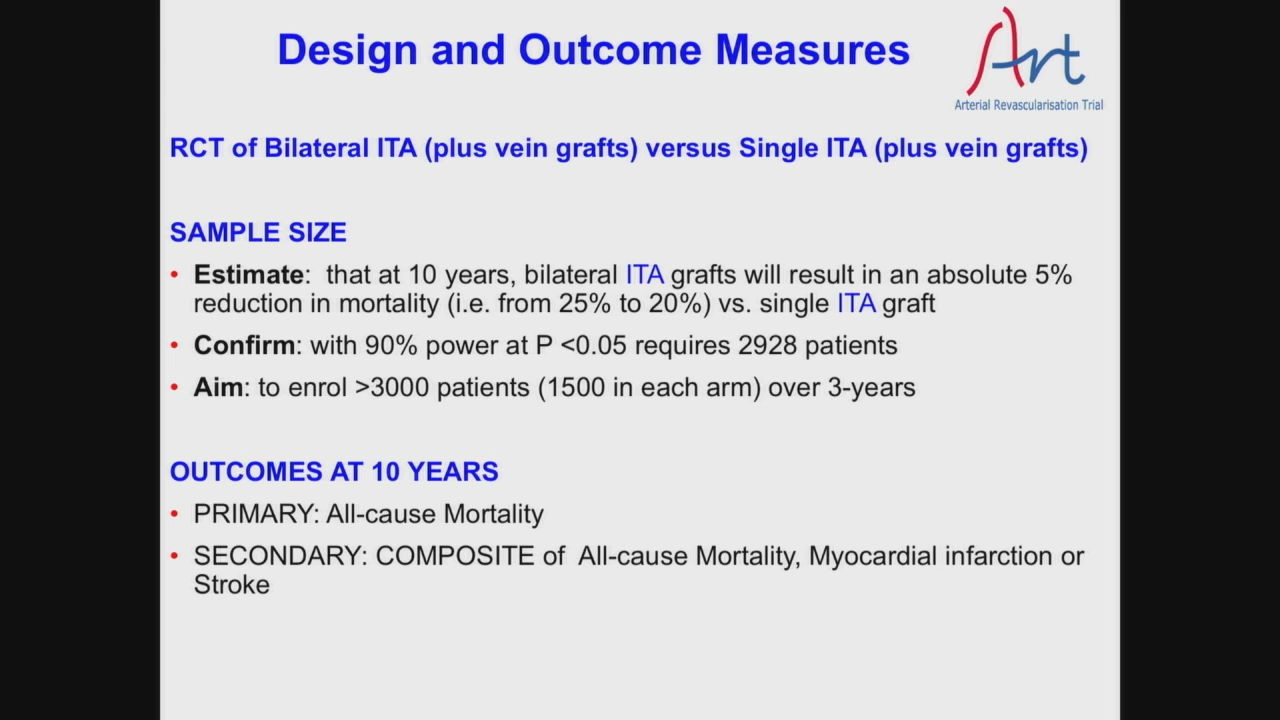 Design and Outcome Measures
Art
Arterial Revascularisation Trial
RCT of Bilateral ITA (plus vein grafts) versus Single ITA (plus vein grafts)
SAMPLE SIZE
• Estimate:  that at 10 years, bilateral ITA grafts will result in an absolute 5%
reduction in mortality (i.e. from 25% to 20%) vs. single ITA graft
• Confirm: with 90% power at P <0.05 requires 2928 patients
• Aim: to enrol >3000 patients (1500 in each arm) over 3-years
OUTCOMES AT 10 YEARS
• PRIMARY: All-cause Mortality
• SECONDARY: COMPOSITE of  All-cause Mortality, Myocardial infarction or
Stroke